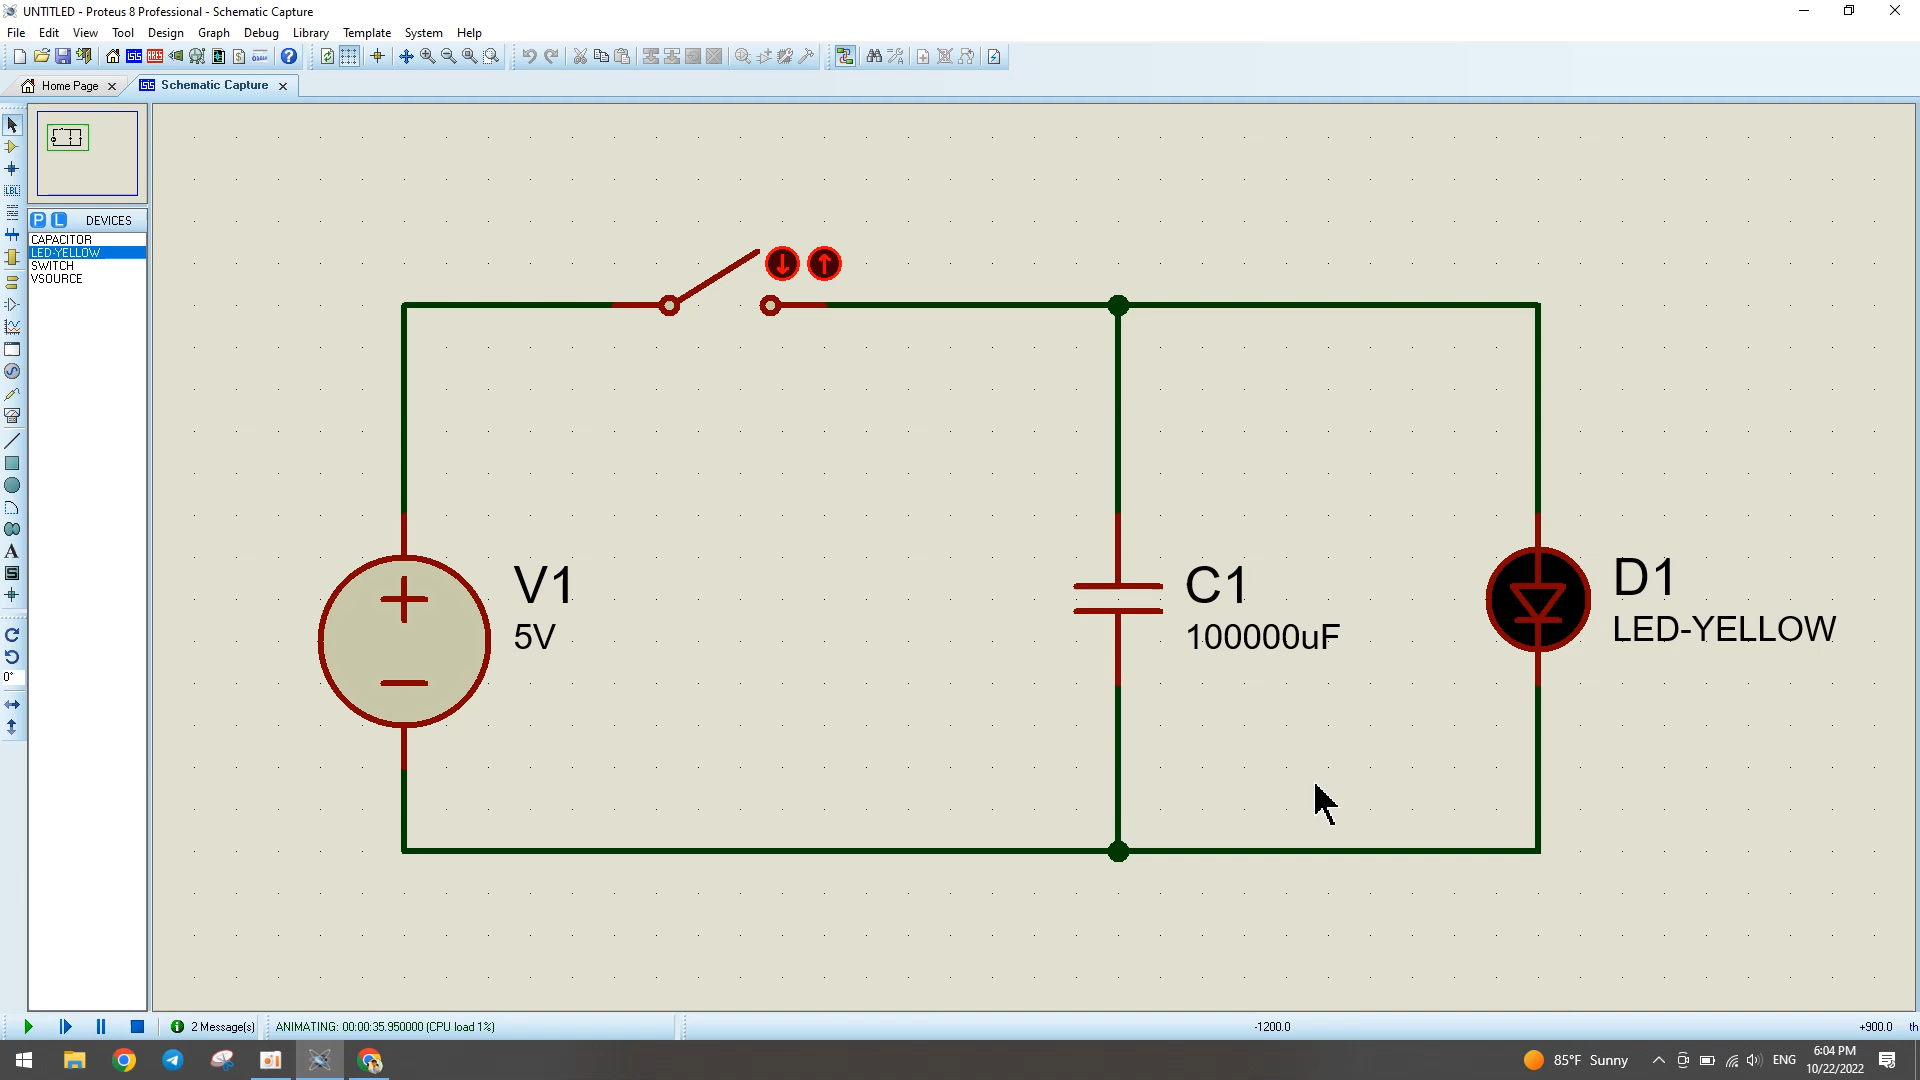 UNTITLED - Proteus 8 Professional - Schematic Capture
File Edit View Tool Design Graph Debug Library Template System Help
Home Page Schematic Capture
LBL
P L DEVICES
CAPACITOR
LED-YELLOW
SWITCH
VSOURCE
V1
5V
C1
100000uF
D1
LED-YELLOW
A
0°
2 Message(s) ANIMATING: 00:00:35.950000 (CPU load 1%) -1200.0 +900.0 th
85°F Sunny ENG 6:04 PM
10/22/2022